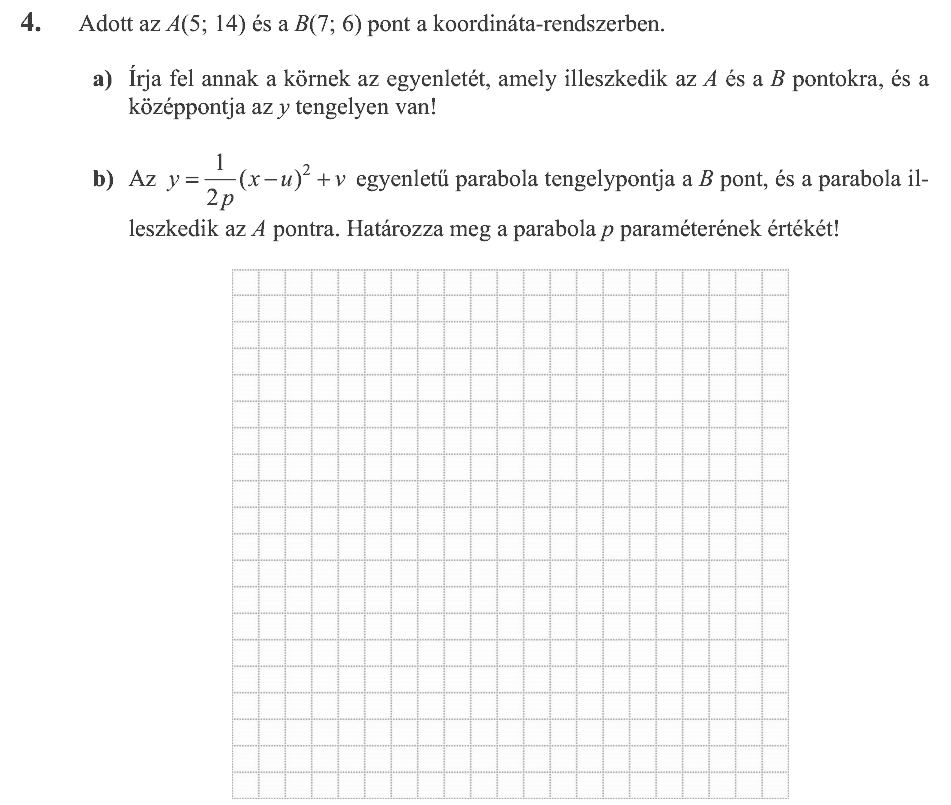 4. Adott az A(5; 14) és a B(7; 6) pont a koordináta-rendszerben.
a) Írja fel annak a körnek az egyenletét, amely illeszkedik az A és a B pontokra, és a
középpontja az y tengelyen van!
b) Az y = \frac{1}{2p}(x − u)^2 + v egyenletű parabola tengelypontja a B pont, és a parabola il-
leszkedik az A pontra. Határozza meg a parabola p paraméterének értékét!